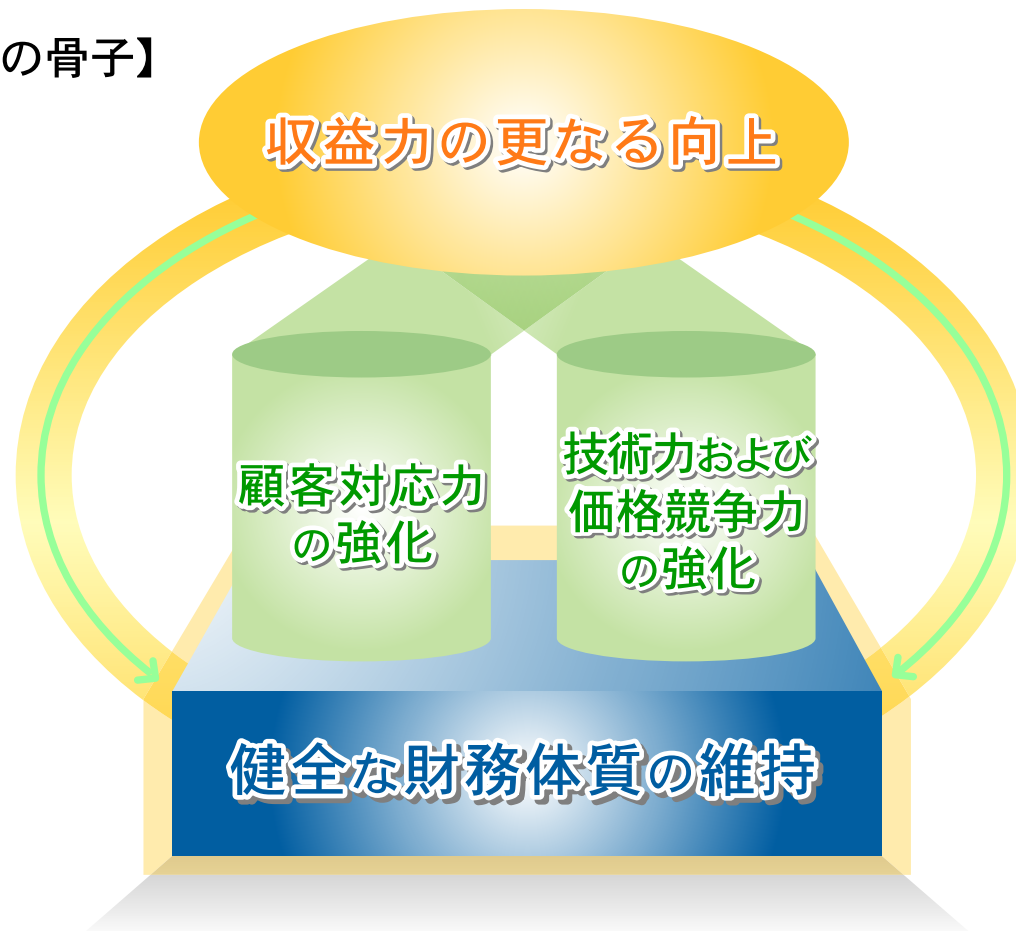 の骨子】
収益力の更なる向上
顧客対応力
の強化
技術力および
価格競争力
の強化
健全な財務体質の維持